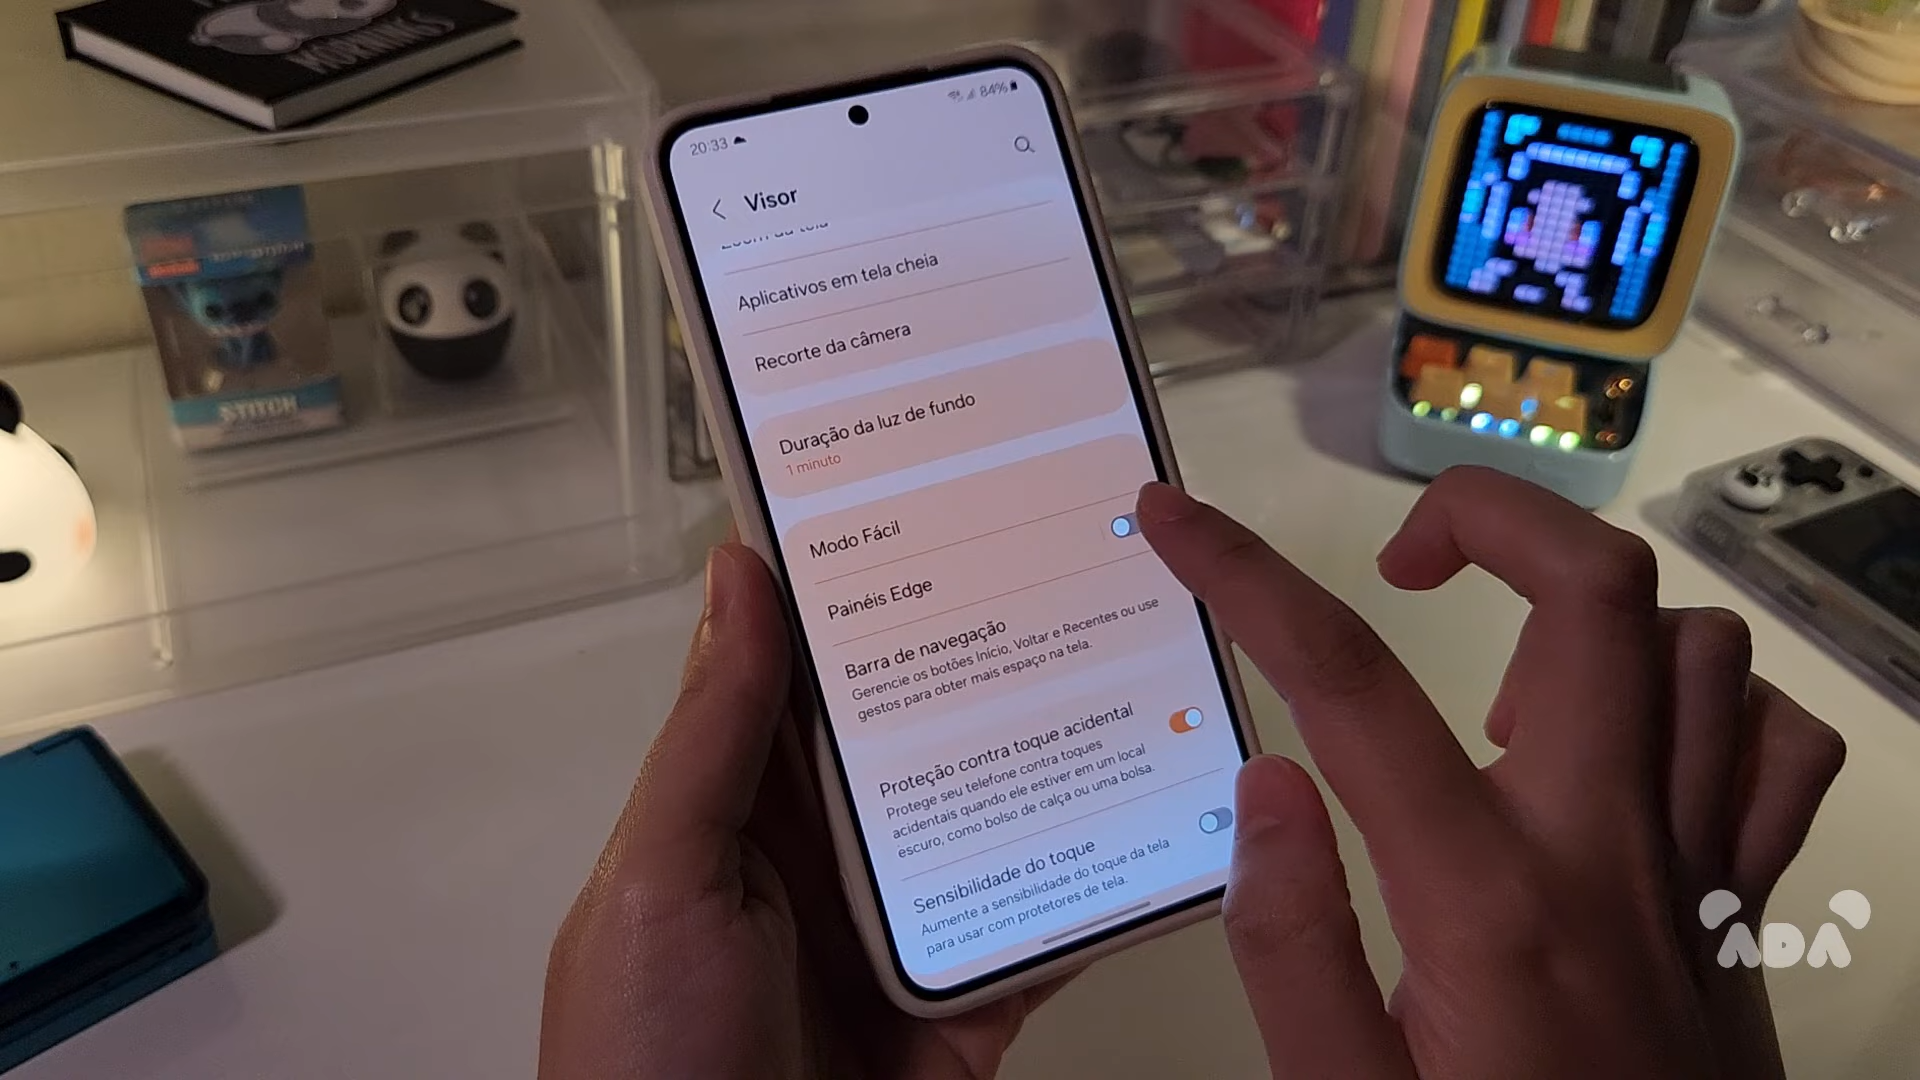 MORNINGS
STITCH
20:33
84%
Visor
Zoom da tela
Aplicativos em tela cheia
Recorte da câmera
Duração da luz de fundo
1 minuto
Modo Fácil
Painéis Edge
Barra de navegação
Gerencie os botões Início, Voltar e Recentes ou use
gestos para obter mais espaço na tela.
Proteção contra toque acidental
Protege seu telefone contra toques
acidentais quando ele estiver em um local
escuro, como bolso de calça ou uma bolsa.
Sensibilidade do toque
Aumente a sensibilidade do toque da tela
para usar com protetores de tela.
ADA